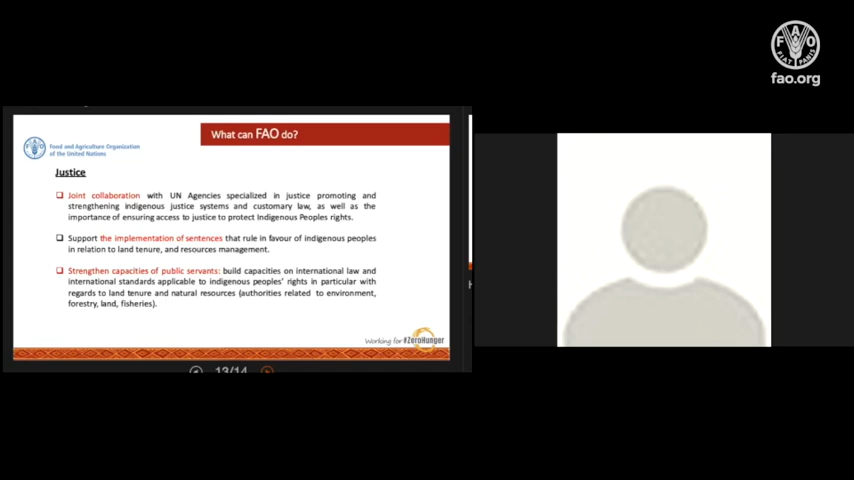 FAO
FIAT PANIS
fao.org
What can FAO do?
Food and Agriculture Organization
of the United Nations
Justice
Joint collaboration with UN Agencies specialized in justice promoting and
strengthening indigenous justice systems and customary law, as well as the
importance of ensuring access to justice to protect Indigenous Peoples rights.
Support the implementation of sentences that rule in favour of indigenous peoples
in relation to land tenure, and resources management.
Strengthen capacities of public servants: build capacities on international law and
international standards applicable to indigenous peoples' rights in particular with
regards to land tenure and natural resources (authorities related to environment,
forestry, land, fisheries).
Working for #ZeroHunger
13/14
H